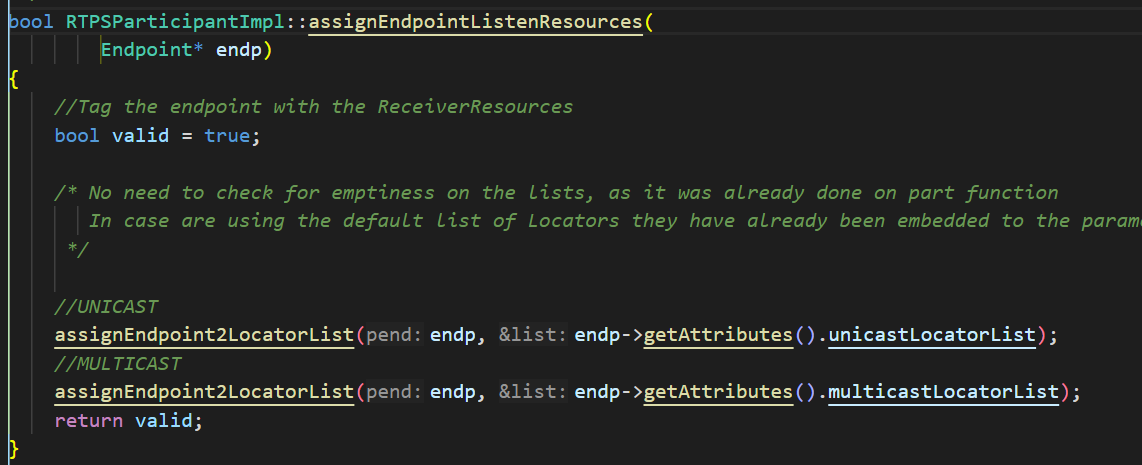 bool RTPSParticipantImpl::assignEndpointListenResources(
Endpoint* endp)
{
//Tag the endpoint with the ReceiverResources
bool valid = true;
/* No need to check for emptiness on the lists, as it was already done on part function
In case are using the default list of Locators they have already been embedded to the
*/
//UNICAST
assignEndpoint2LocatorList(pend: endp, &list: endp->getAttributes().unicastLocatorList);
//MULTICAST
assignEndpoint2LocatorList(pend: endp, &list: endp->getAttributes().multicastLocatorList);
return valid;
}